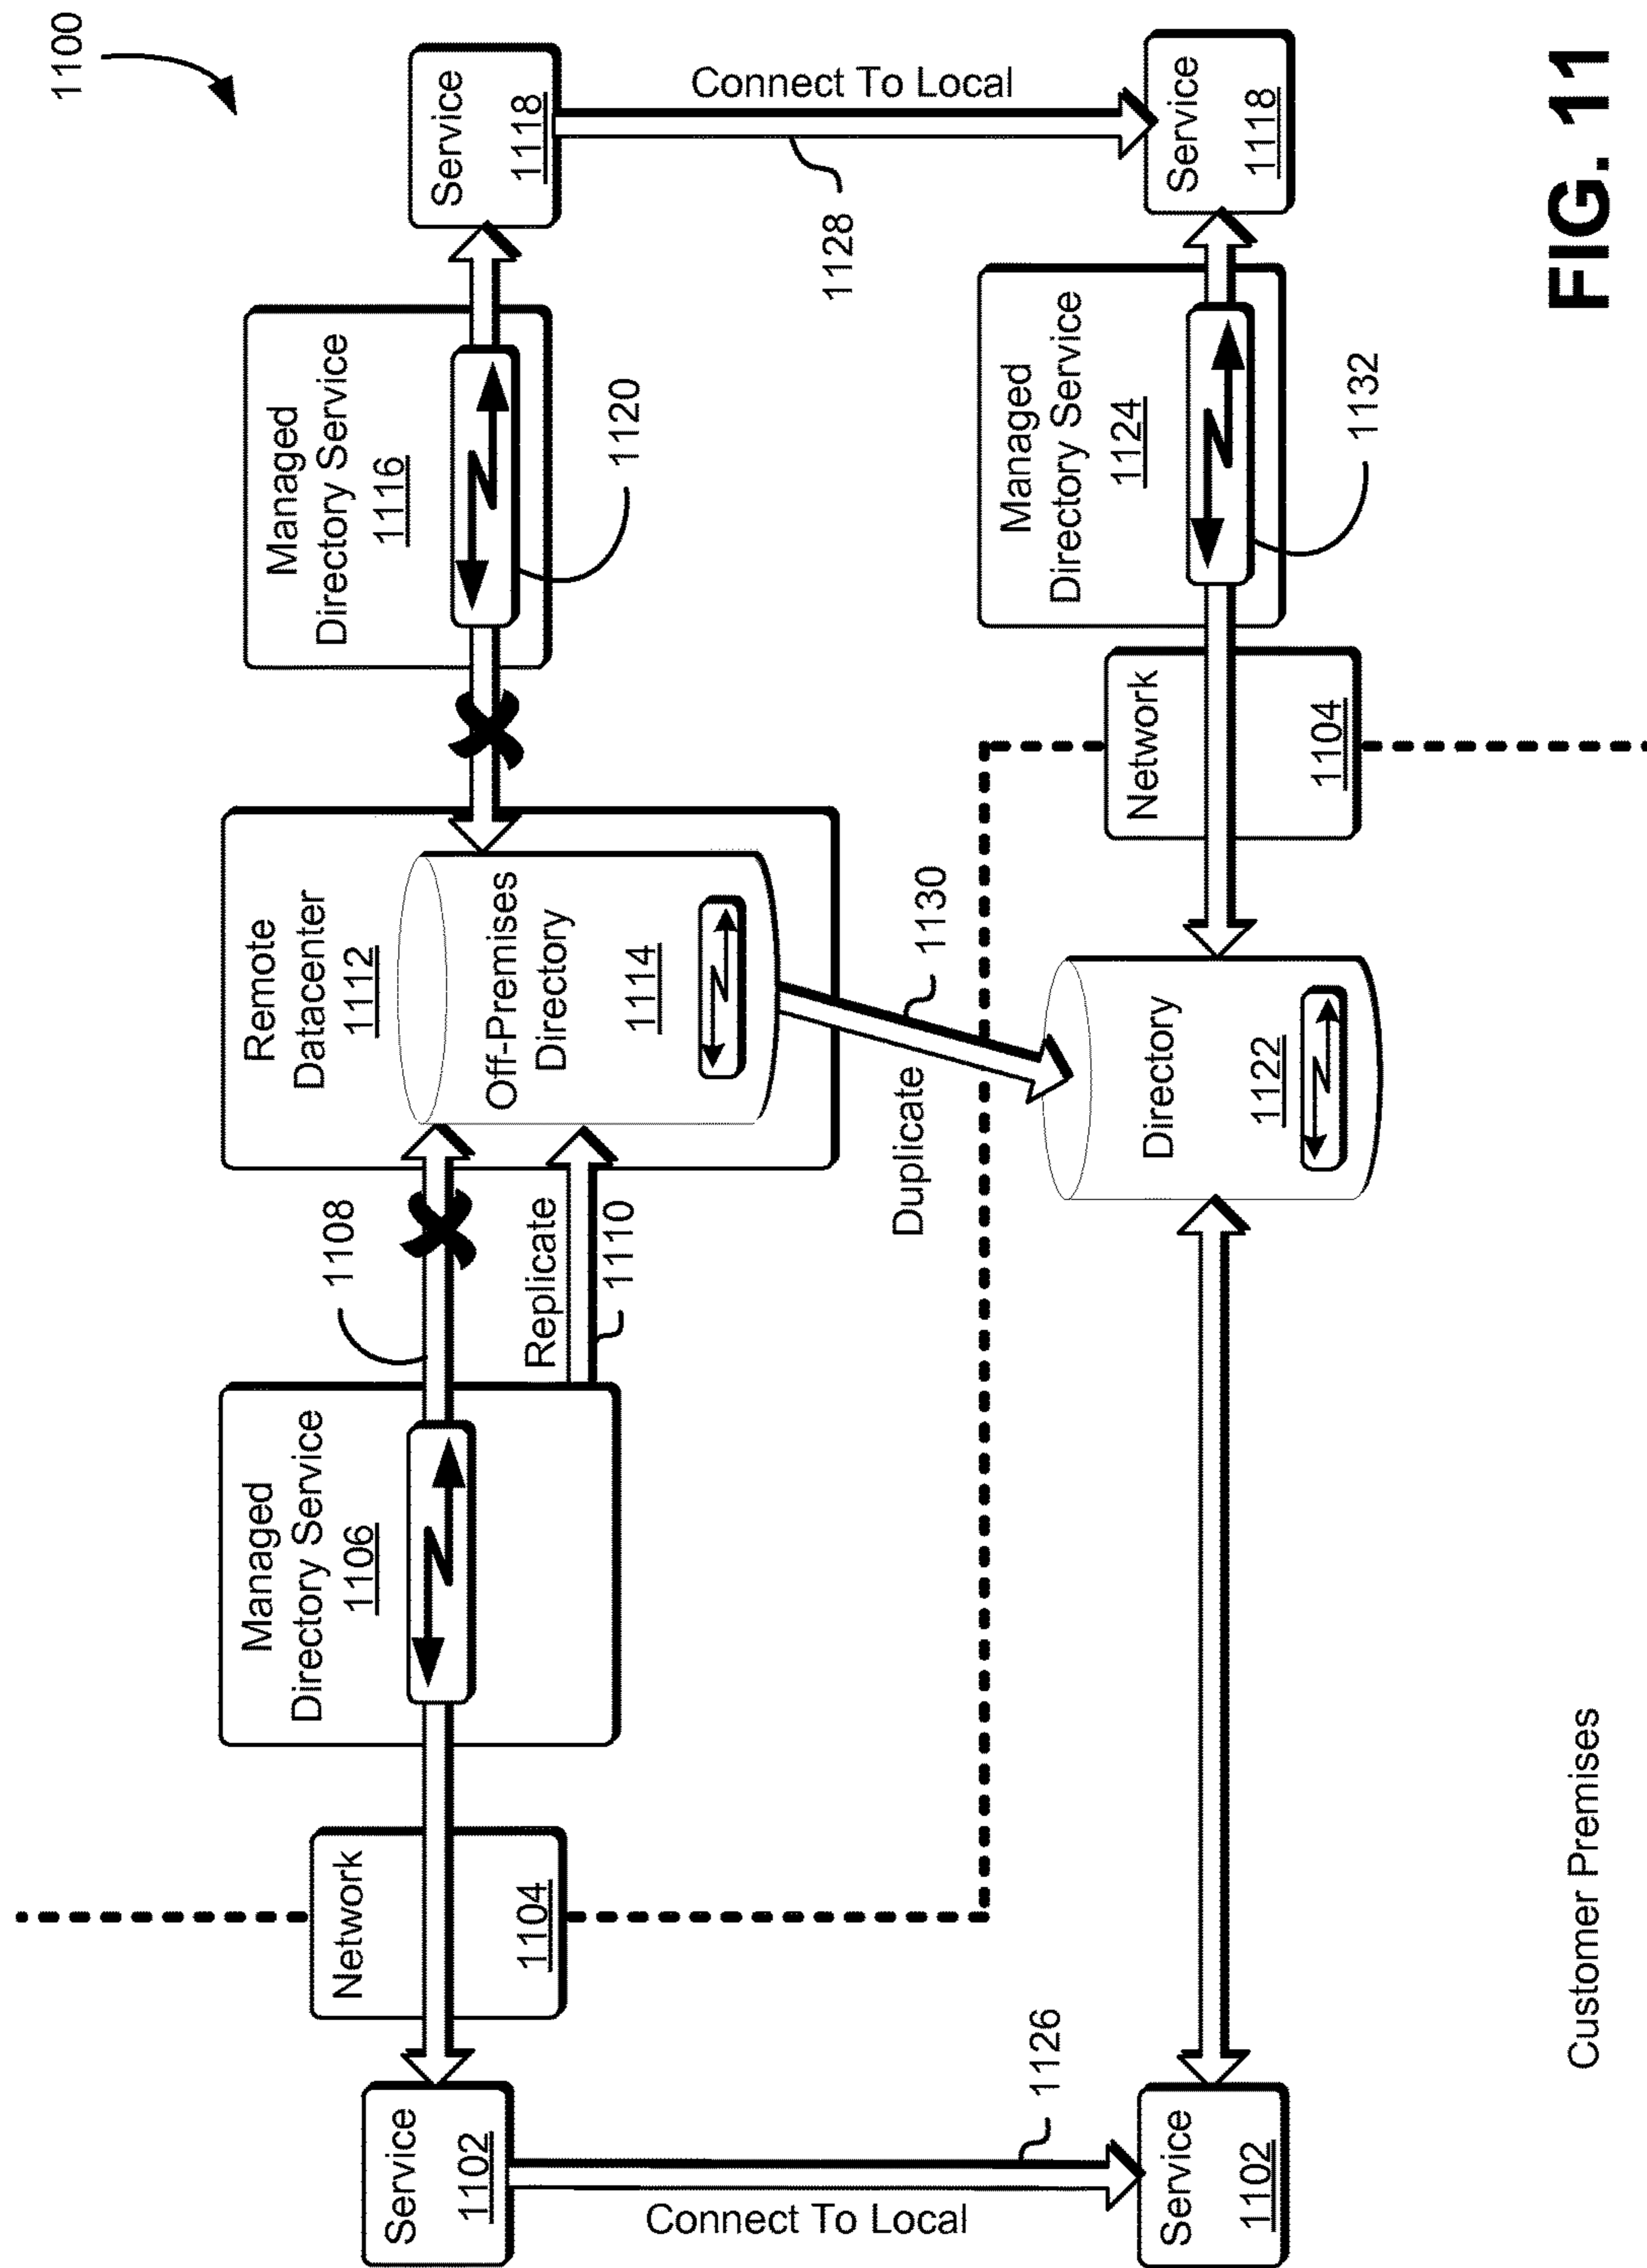 1100
Service
1102
Network
1104
Managed
Directory Service
1106
1108
Replicate
1110
Remote
Datacenter
1112
Off-Premises
Directory
1114
Managed
Directory Service
1116
1120
Service
1118
Connect To Local
1126
Duplicate
1130
Connect To Local
1128
Service
1102
Directory
1122
Network
1104
Managed
Directory Service
1124
1132
Service
1118
Customer Premises
FIG. 11